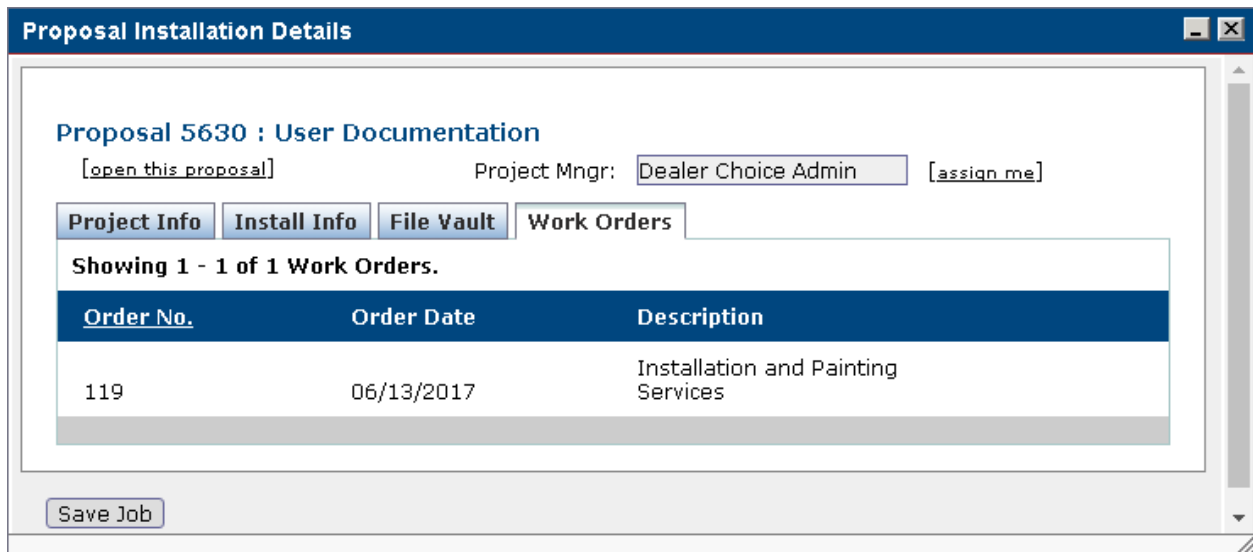 Proposal Installation Details
Proposal 5630 : User Documentation
[open this proposal] Project Mngr: Dealer Choice Admin [assign me]
Project Info Install Info File Vault Work Orders
Showing 1 - 1 of 1 Work Orders.
Order No. Order Date Description
119 06/13/2017 Installation and Painting
Services
Save Job